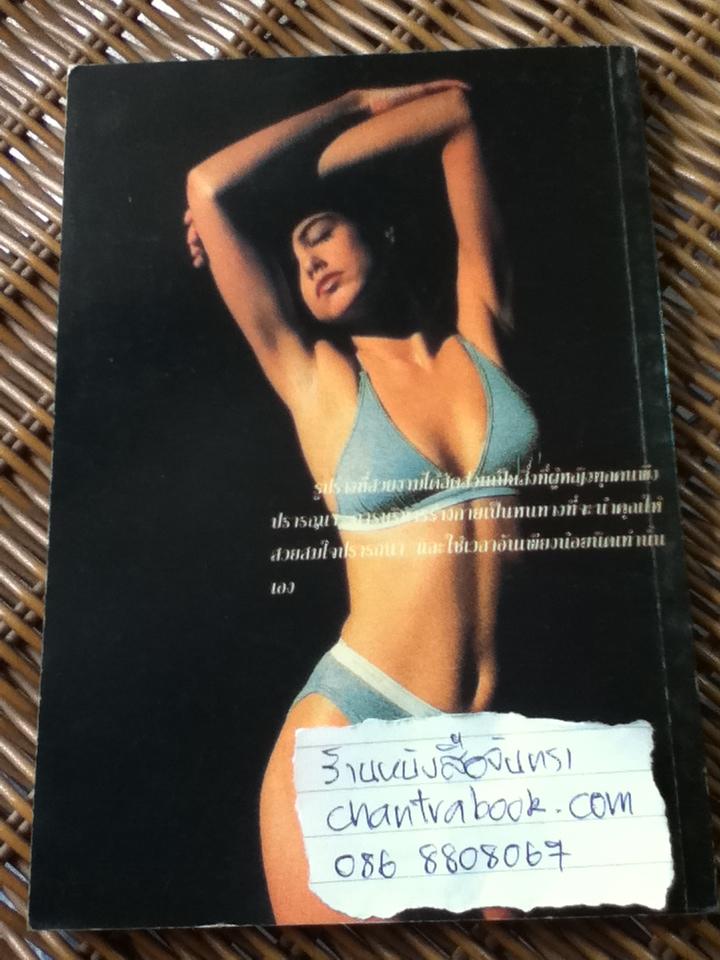 รูปร่างที่สวยงามได้สัดส่วนเป็นสิ่งที่ผู้หญิงทุกคนพึง
ปรารถนา การบริหารร่างกายเป็นหนทางที่จะนำคุณให้
สวยสมใจปรารถนา และใช้เวลาอันเพียงน้อยนิดเท่านั้น
เอง
ร้านหนังสือจันทรา
chantrabook.com
086 8808067